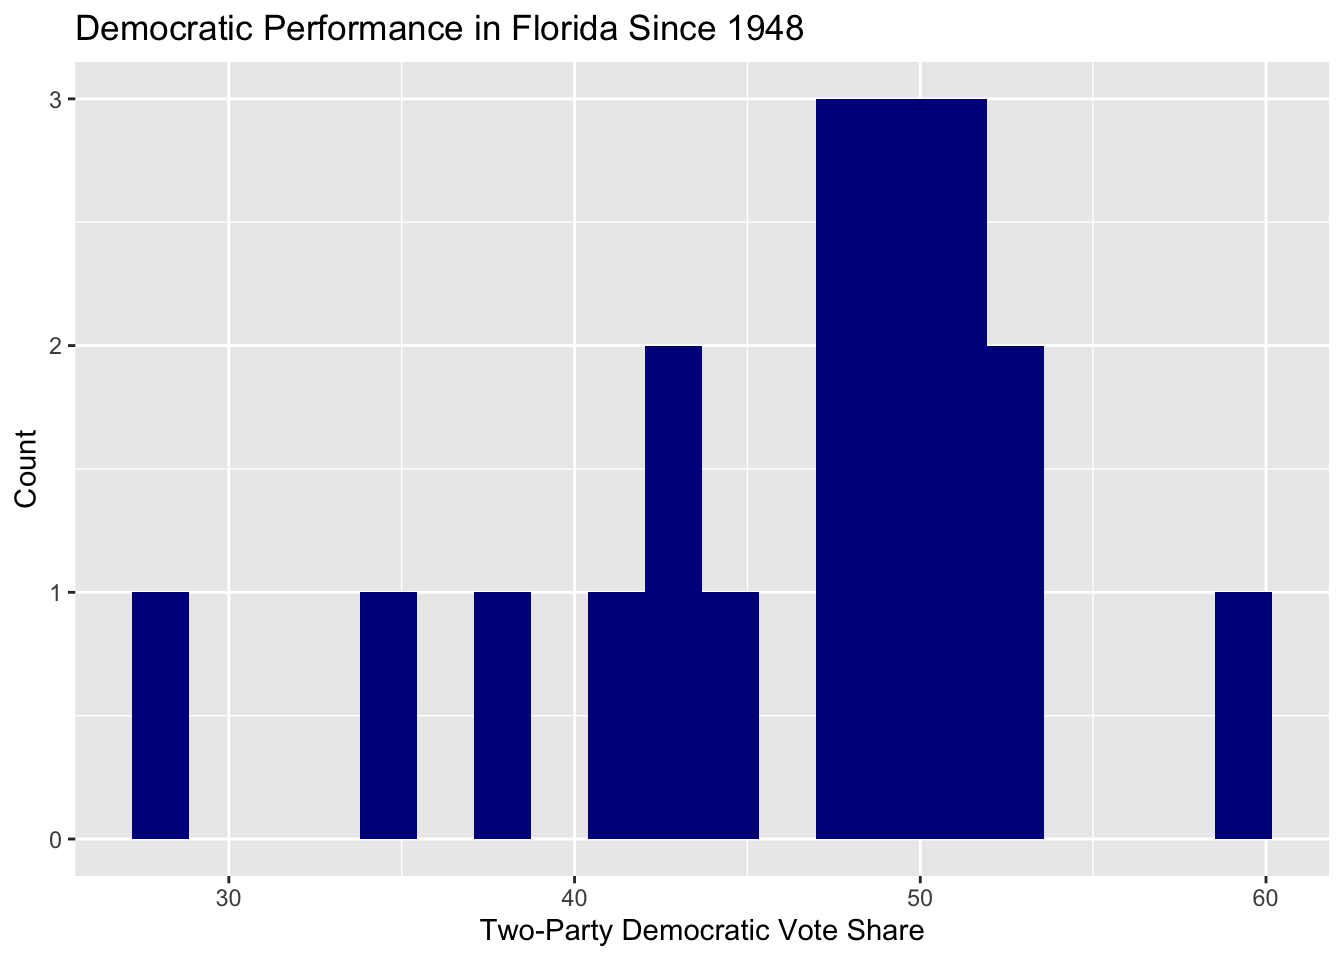 Democratic Performance in Florida Since 1948
3
2
1
0
Count
30 40 50 60
Two-Party Democratic Vote Share